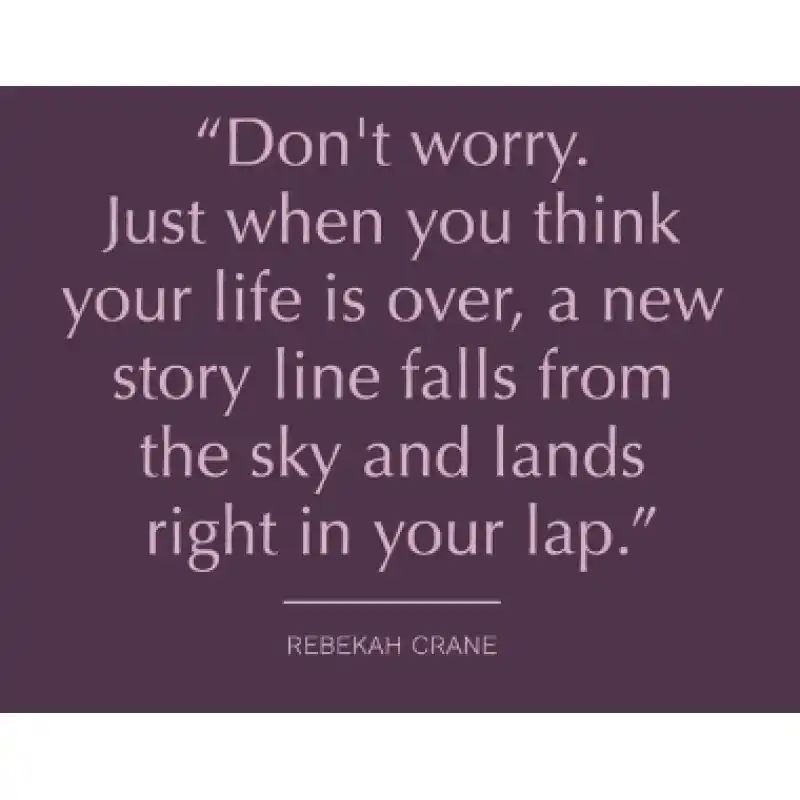 “Don't worry.
Just when you think
your life is over, a new
story line falls from
the sky and lands
right in your lap.”
REBEKAH CRANE